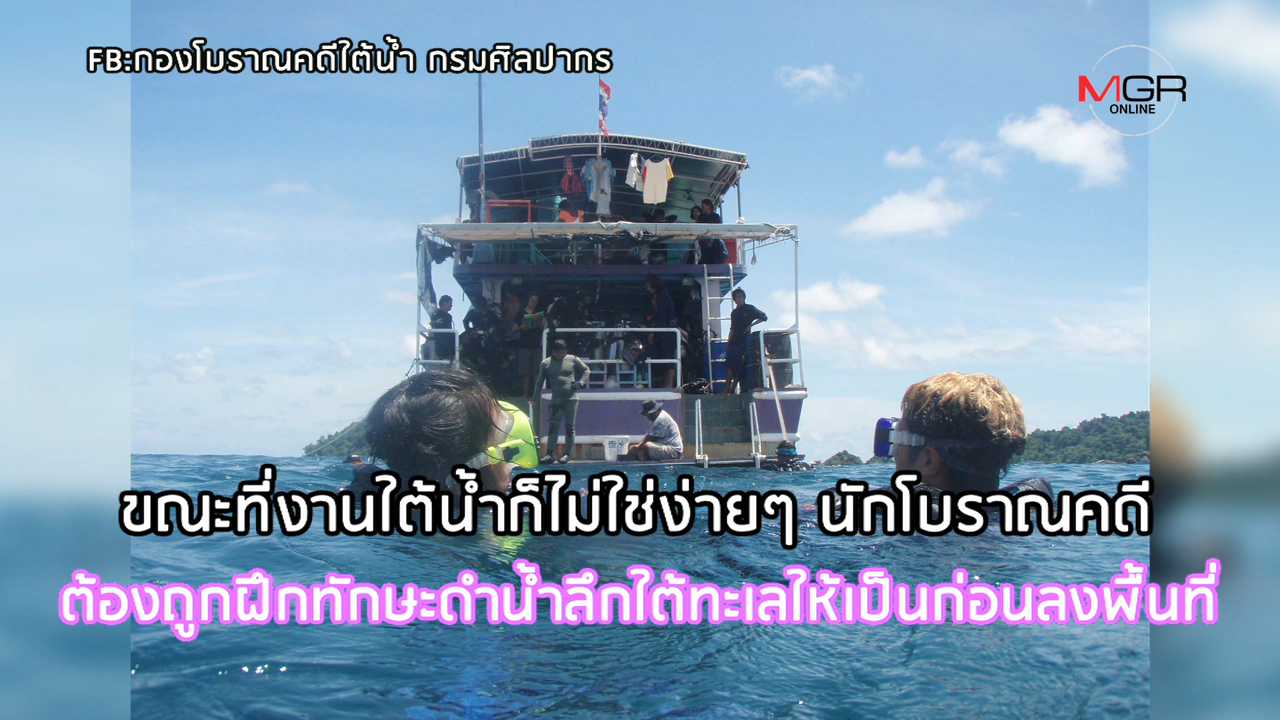 FB:กองโบราณคดีใต้น้ำ กรมศิลปากร
MGR
ONLINE
ขณะที่งานใต้น้ำก็ไม่ใช่ง่ายๆ นักโบราณคดี
ต้องถูกฝึกทักษะดำน้ำลึกใต้ทะเลให้เป็นก่อนลงพื้นที่